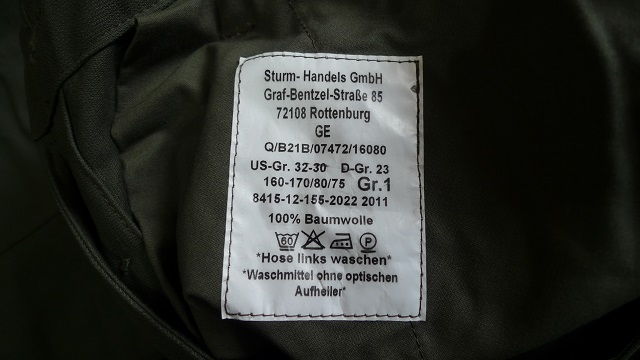 Sturm- Handels GmbH
Graf-Bentzel-Straße 85
72108 Rottenburg
GE
Q/B21B/07472/16080
US-Gr. 32-30 D-Gr. 23
160-170/80/75 Gr.1
8415-12-155-2022 2011
100% Baumwolle
60 P
*Hose links waschen*
*Waschmittel ohne optischen
Aufheller*